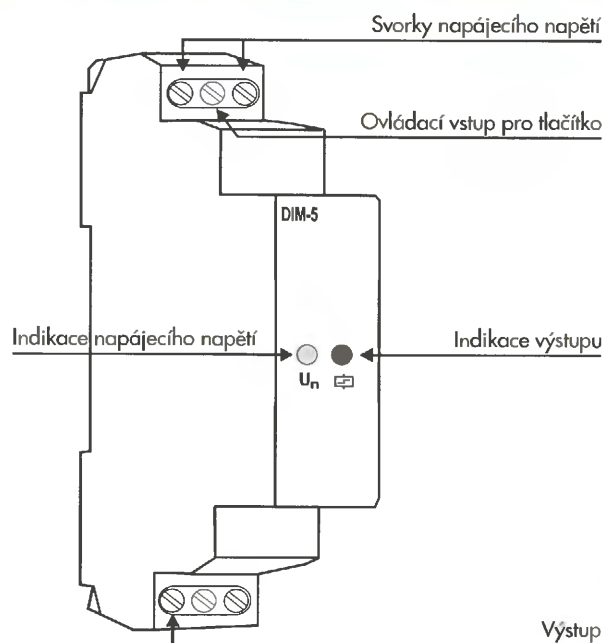 Svorky napájecího napětí
Ovládací vstup pro tlačítko
DIM-5
Indikace napájecího napětí
Indikace výstupu
Un
Výstup